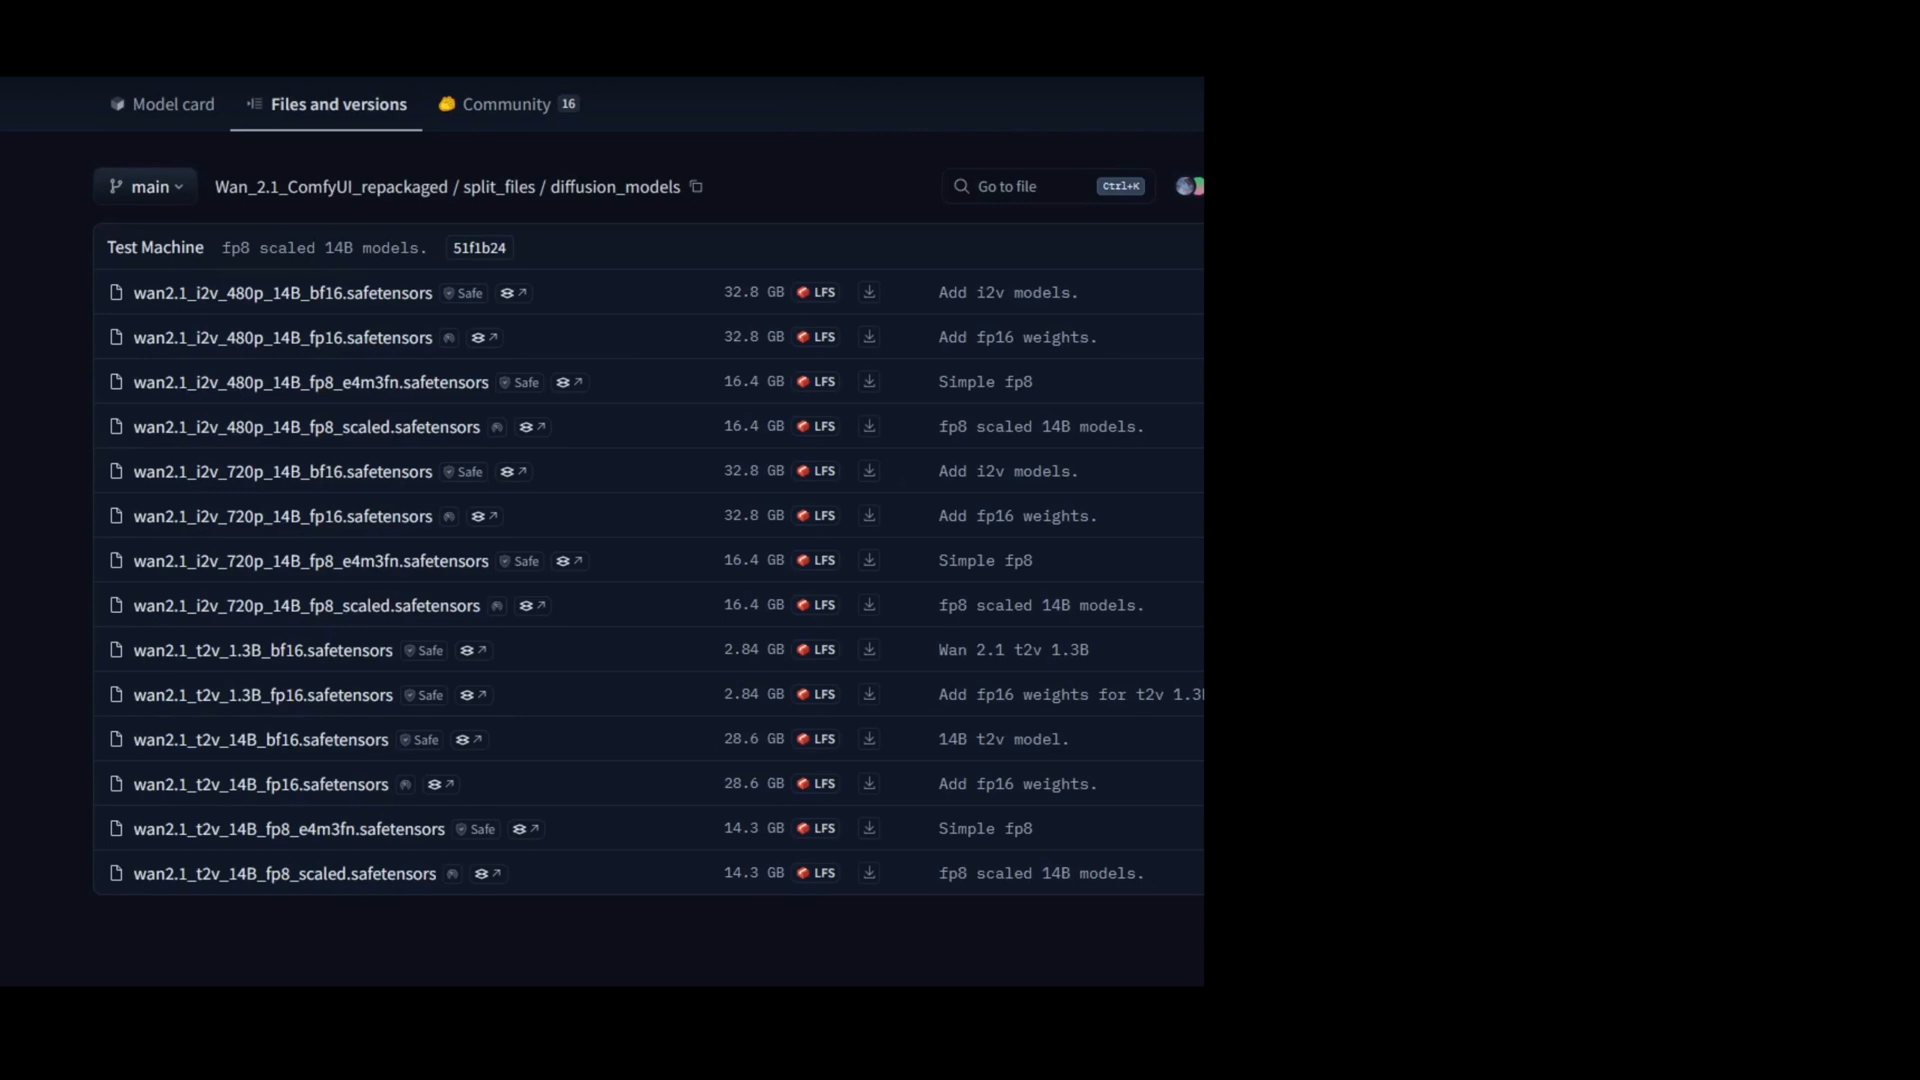 Model card Files and versions Community 16
main Wan_2.1_ComfyUI_repackaged / split_files / diffusion_models Go to file Ctrl+K
Test Machine fp8 scaled 14B models. 51f1b24
wan2.1_i2v_480p_14B_bf16.safetensors Safe 32.8 GB LFS Add i2v models.
wan2.1_i2v_480p_14B_fp16.safetensors 32.8 GB LFS Add fp16 weights.
wan2.1_i2v_480p_14B_fp8_e4m3fn.safetensors Safe 16.4 GB LFS Simple fp8
wan2.1_i2v_480p_14B_fp8_scaled.safetensors 16.4 GB LFS fp8 scaled 14B models.
wan2.1_i2v_720p_14B_bf16.safetensors Safe 32.8 GB LFS Add i2v models.
wan2.1_i2v_720p_14B_fp16.safetensors 32.8 GB LFS Add fp16 weights.
wan2.1_i2v_720p_14B_fp8_e4m3fn.safetensors Safe 16.4 GB LFS Simple fp8
wan2.1_i2v_720p_14B_fp8_scaled.safetensors 16.4 GB LFS fp8 scaled 14B models.
wan2.1_t2v_1.3B_bf16.safetensors Safe 2.84 GB LFS Wan 2.1 t2v 1.3B
wan2.1_t2v_1.3B_fp16.safetensors Safe 2.84 GB LFS Add fp16 weights for t2v 1.3
wan2.1_t2v_14B_bf16.safetensors Safe 28.6 GB LFS 14B t2v model.
wan2.1_t2v_14B_fp16.safetensors 28.6 GB LFS Add fp16 weights.
wan2.1_t2v_14B_fp8_e4m3fn.safetensors Safe 14.3 GB LFS Simple fp8
wan2.1_t2v_14B_fp8_scaled.safetensors 14.3 GB LFS fp8 scaled 14B models.